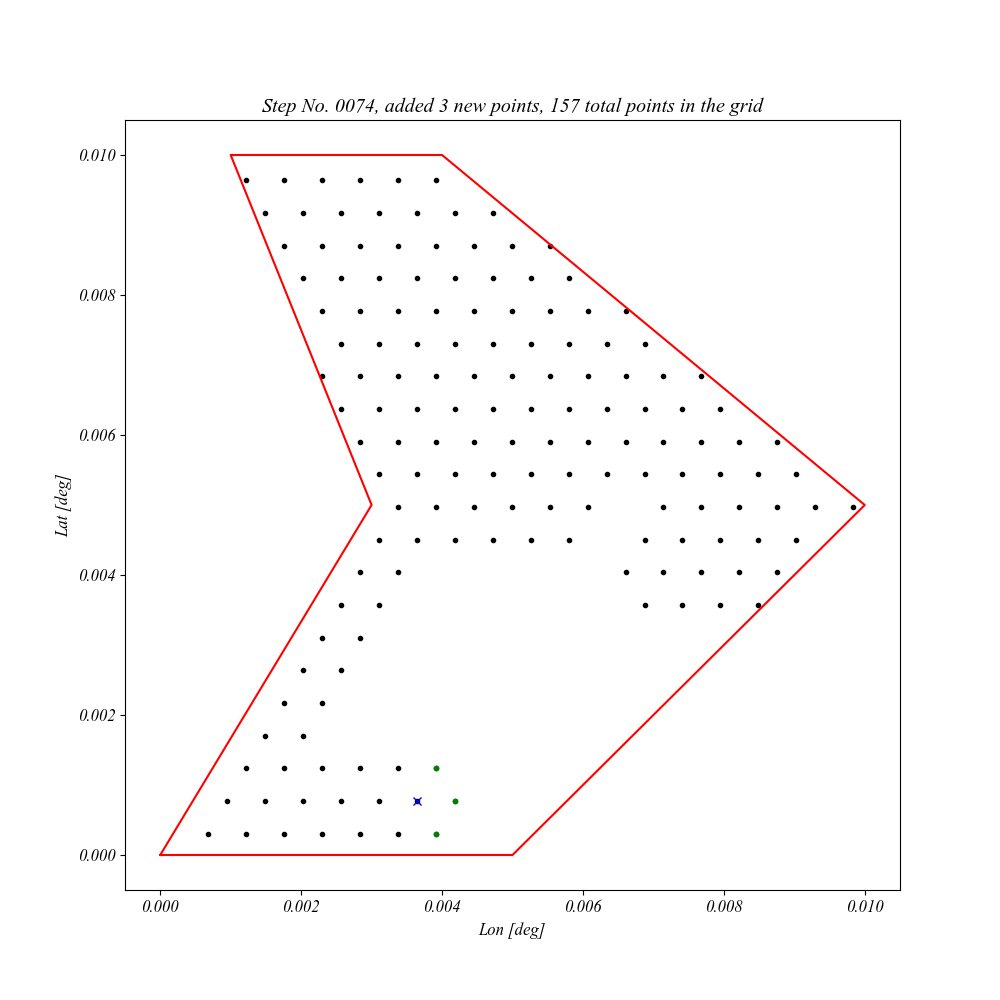 Step No. 0074, added 3 new points, 157 total points in the grid
0.010
0.008
0.006
0.004
0.002
0.000
Lat [deg]
0.000 0.002 0.004 0.006 0.008 0.010
Lon [deg]